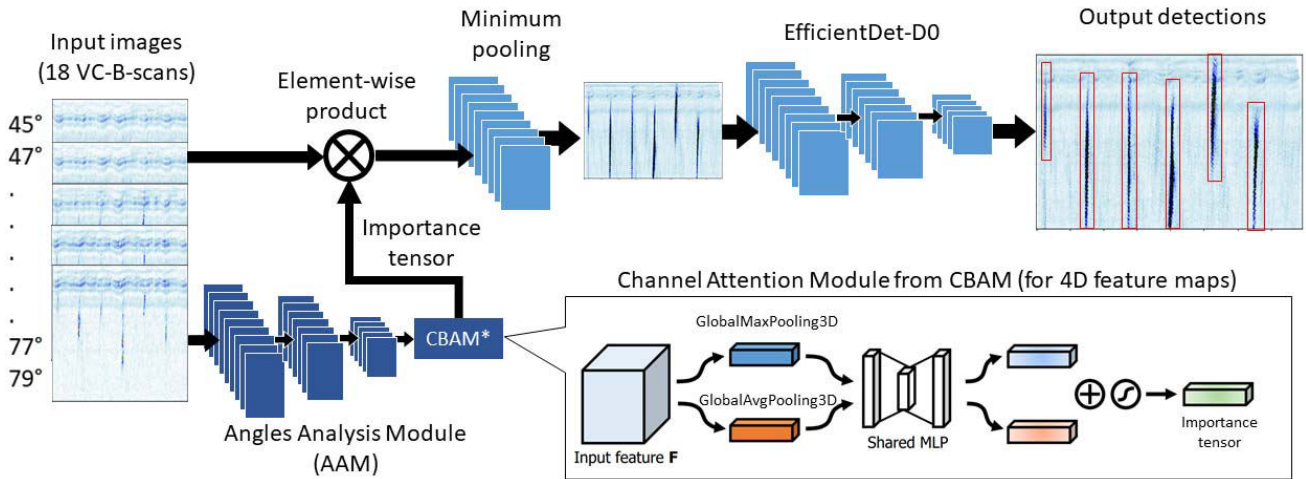 Input images
(18 VC-B-scans)
45°
47°
.
.
.
.
77°
79°
Element-wise
product
Minimum
pooling
EfficientDet-D0
Output detections
Importance
tensor
CBAM*
Angles Analysis Module
(AAM)
Channel Attention Module from CBAM (for 4D feature maps)
GlobalMaxPooling3D
GlobalAvgPooling3D
Input feature F
Shared MLP
Importance
tensor